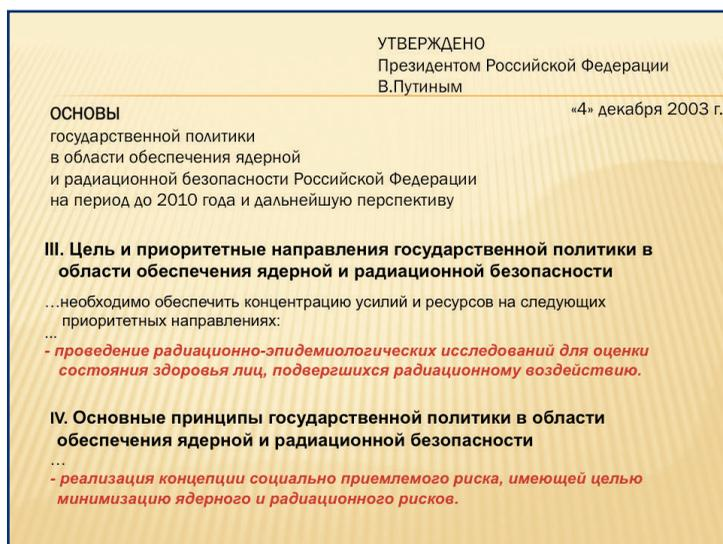 УТВЕРЖДЕНО
Президентом Российской Федерации
В.Путиным
«4» декабря 2003 г.
ОСНОВЫ
государственной политики
в области обеспечения ядерной
и радиационной безопасности Российской Федерации
на период до 2010 года и дальнейшую перспективу
III. Цель и приоритетные направления государственной политики в
области обеспечения ядерной и радиационной безопасности
…необходимо обеспечить концентрацию усилий и ресурсов на следующих
приоритетных направлениях:
...
- проведение радиационно-эпидемиологических исследований для оценки
состояния здоровья лиц, подвергшихся радиационному воздействию.
IV. Основные принципы государственной политики в области
обеспечения ядерной и радиационной безопасности
…
- реализация концепции социально приемлемого риска, имеющей целью
минимизацию ядерного и радиационного рисков.